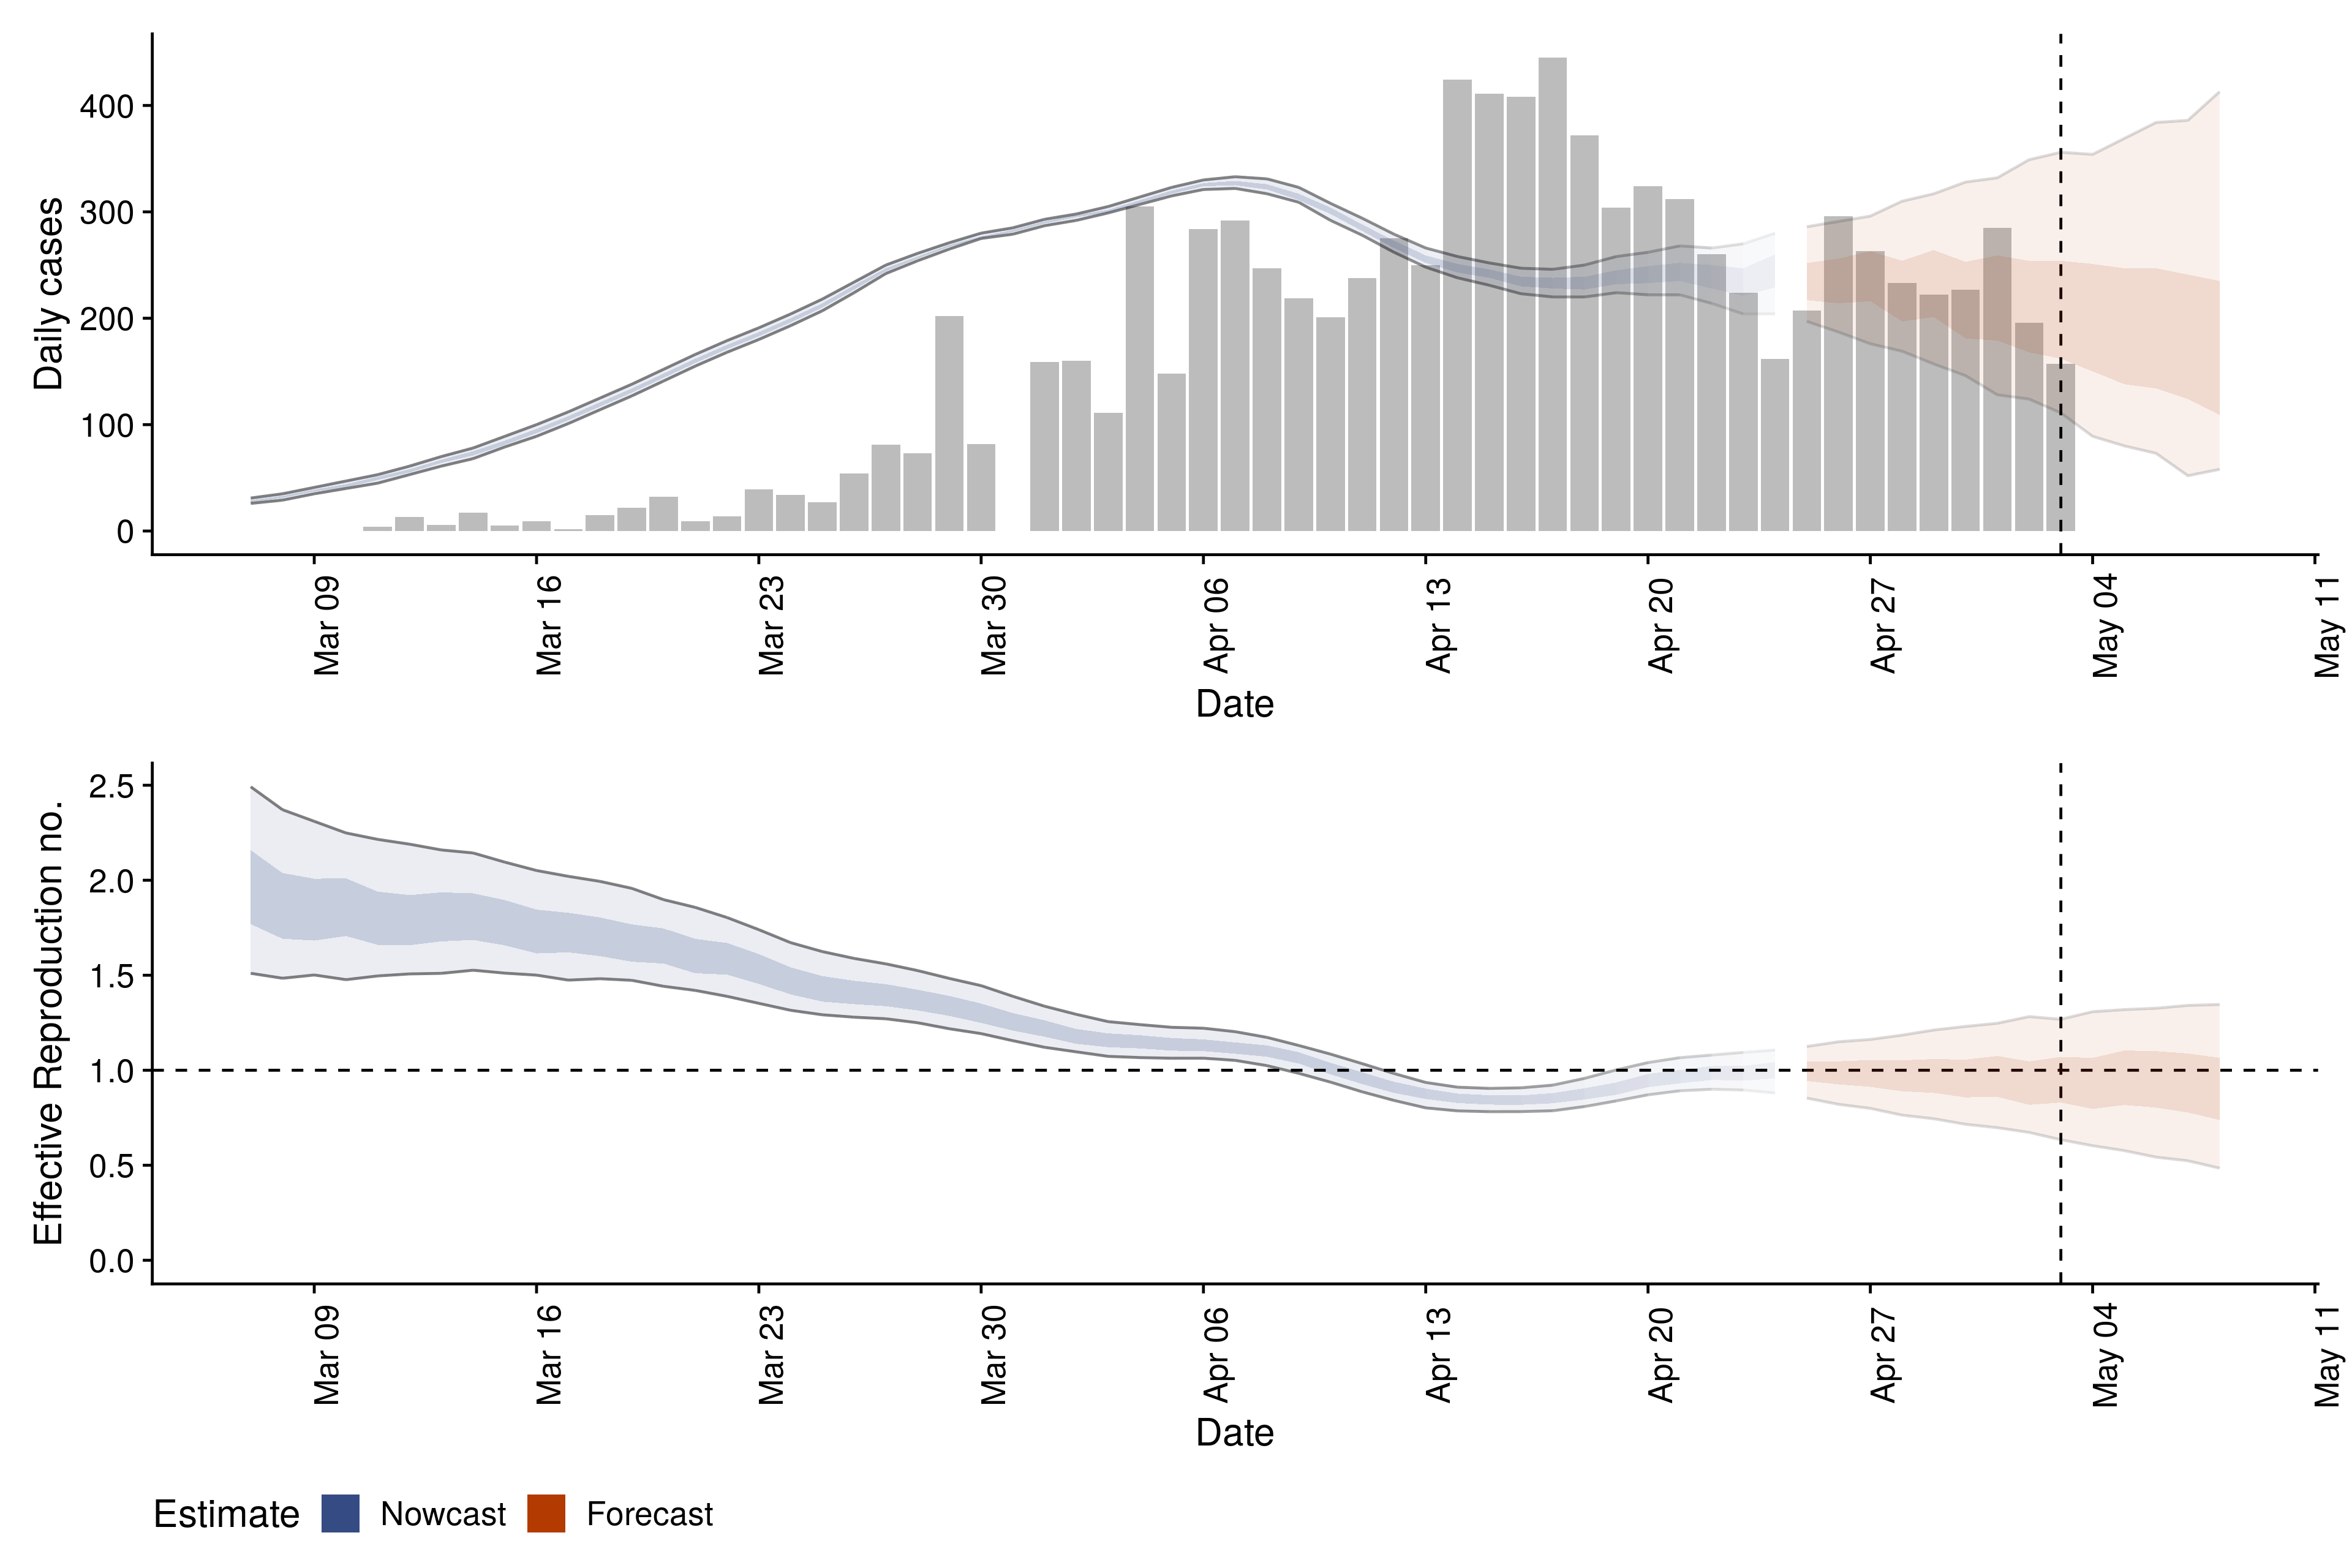 Daily cases
400
300
200
100
0
Mar 09
Mar 16
Mar 23
Mar 30
Apr 06
Apr 13
Apr 20
Apr 27
May 04
May 11
Date
Effective Reproduction no.
2.5
2.0
1.5
1.0
0.5
0.0
Mar 09
Mar 16
Mar 23
Mar 30
Apr 06
Apr 13
Apr 20
Apr 27
May 04
May 11
Date
Estimate Nowcast Forecast